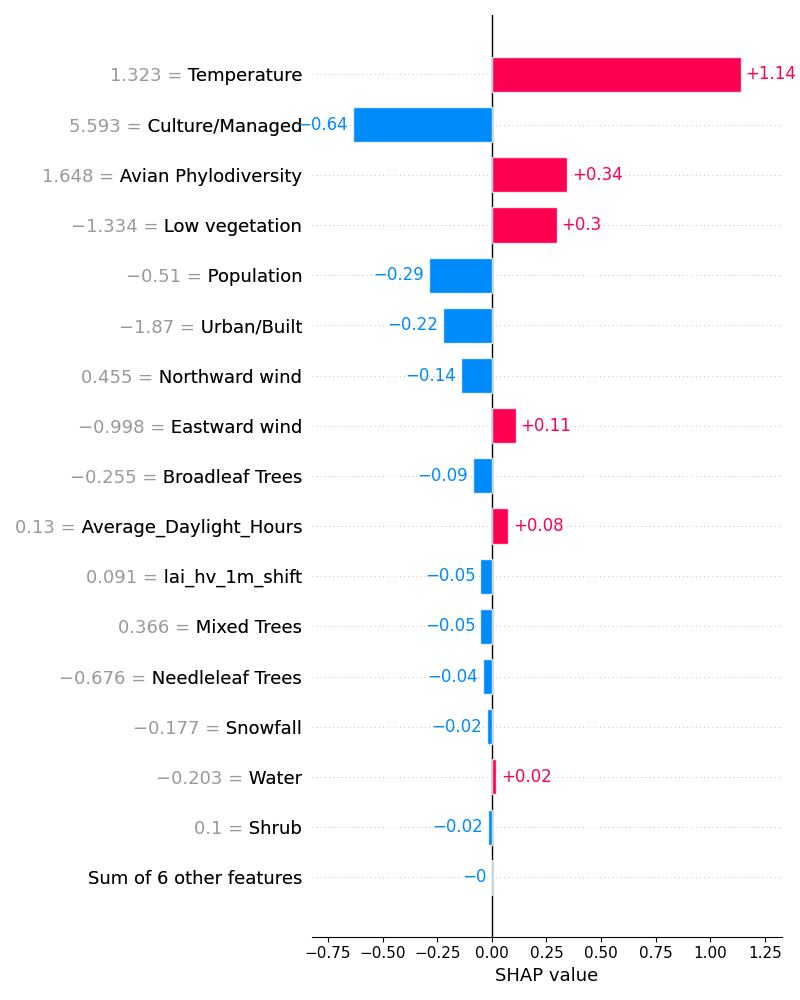 1.323 = Temperature +1.14
5.593 = Culture/Managed −0.64
1.648 = Avian Phylodiversity +0.34
−1.334 = Low vegetation +0.3
−0.51 = Population −0.29
−1.87 = Urban/Built −0.22
0.455 = Northward wind −0.14
−0.998 = Eastward wind +0.11
−0.255 = Broadleaf Trees −0.09
0.13 = Average_Daylight_Hours +0.08
0.091 = lai_hv_1m_shift −0.05
0.366 = Mixed Trees −0.05
−0.676 = Needleleaf Trees −0.04
−0.177 = Snowfall −0.02
−0.203 = Water +0.02
0.1 = Shrub −0.02
Sum of 6 other features −0
−0.75 −0.50 −0.25 0.00 0.25 0.50 0.75 1.00 1.25
SHAP value